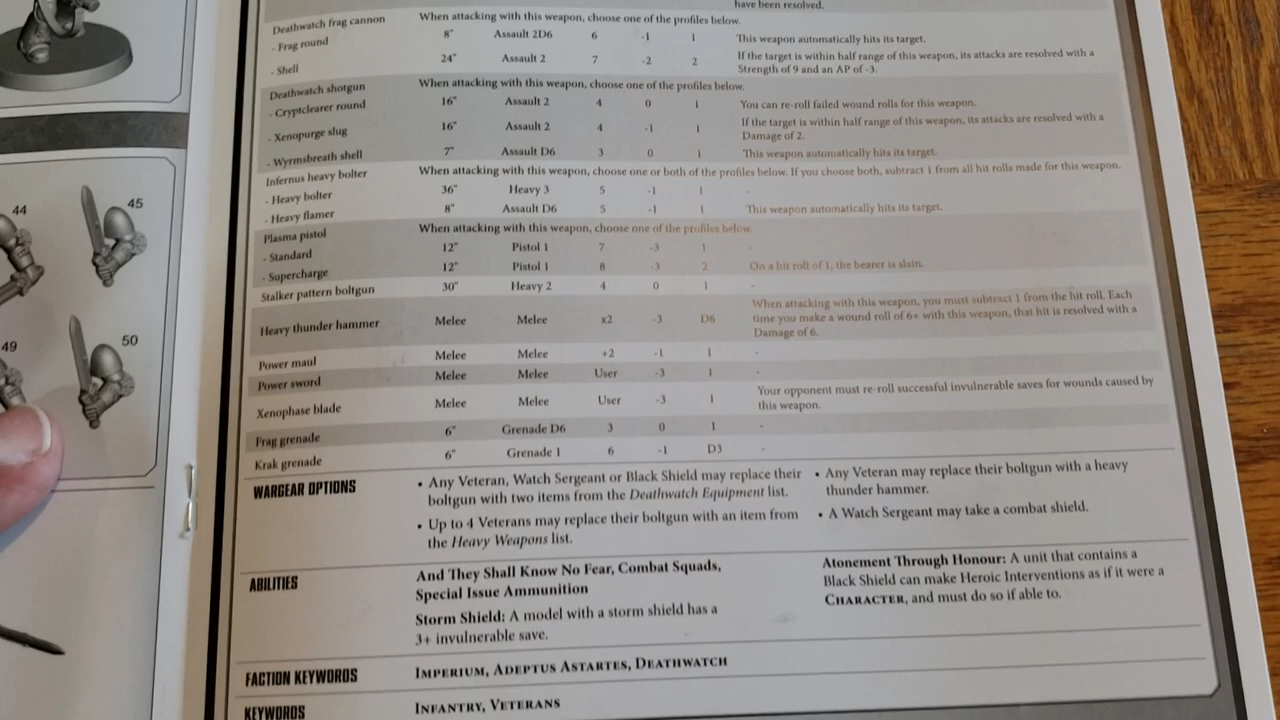 have been resolved.
Deathwatch frag cannon When attacking with this weapon, choose one of the profiles below.
- Frag round 8" Assault 2D6 6 -1 1 This weapon automatically hits its target.
- Shell 24" Assault 2 7 -2 2 If the target is within half range of this weapon, its attacks are resolved with a
Strength of 9 and an AP of -3.
Deathwatch shotgun When attacking with this weapon, choose one of the profiles below.
- Cryptclearer round 16" Assault 2 4 0 1 You can re-roll failed wound rolls for this weapon.
- Xenopurge slug 16" Assault 2 4 -1 1 If the target is within half range of this weapon, its attacks are resolved with a
Damage of 2.
- Wyrmsbreath shell 7" Assault D6 3 0 1 This weapon automatically hits its target.
Infernus heavy bolter When attacking with this weapon, choose one or both of the profiles below. If you choose both, subtract 1 from all hit rolls made for this weapon.
- Heavy bolter 36" Heavy 3 5 -1 1 -
- Heavy flamer 8" Assault D6 5 -1 1 This weapon automatically hits its target.
Plasma pistol When attacking with this weapon, choose one of the profiles below.
- Standard 12" Pistol 1 7 -3 1 -
- Supercharge 12" Pistol 1 8 -3 2 On a hit roll of 1, the bearer is slain.
Stalker pattern boltgun 30" Heavy 2 4 0 1 -
Heavy thunder hammer Melee Melee x2 -3 D6 When attacking with this weapon, you must subtract 1 from the hit roll. Each
time you make a wound roll of 6+ with this weapon, that hit is resolved with a
Damage of 6.
Power maul Melee Melee +2 -1 1 -
Power sword Melee Melee User -3 1 -
Xenophase blade Melee Melee User -3 1 Your opponent must re-roll successful invulnerable saves for wounds caused by
this weapon.
Frag grenade 6" Grenade D6 3 0 1 -
Krak grenade 6" Grenade 1 6 -1 D3 -
WARGEAR OPTIONS
• Any Veteran, Watch Sergeant or Black Shield may replace their
boltgun with two items from the Deathwatch Equipment list.
• Up to 4 Veterans may replace their boltgun with an item from
the Heavy Weapons list.
• Any Veteran may replace their boltgun with a heavy
thunder hammer.
• A Watch Sergeant may take a combat shield.
ABILITIES
And They Shall Know No Fear, Combat Squads,
Special Issue Ammunition
Storm Shield: A model with a storm shield has a
3+ invulnerable save.
Atonement Through Honour: A unit that contains a
Black Shield can make Heroic Interventions as if it were a
CHARACTER, and must do so if able to.
FACTION KEYWORDS IMPERIUM, ADEPTUS ASTARTES, DEATHWATCH
KEYWORDS INFANTRY, VETERANS
44 45
49 50